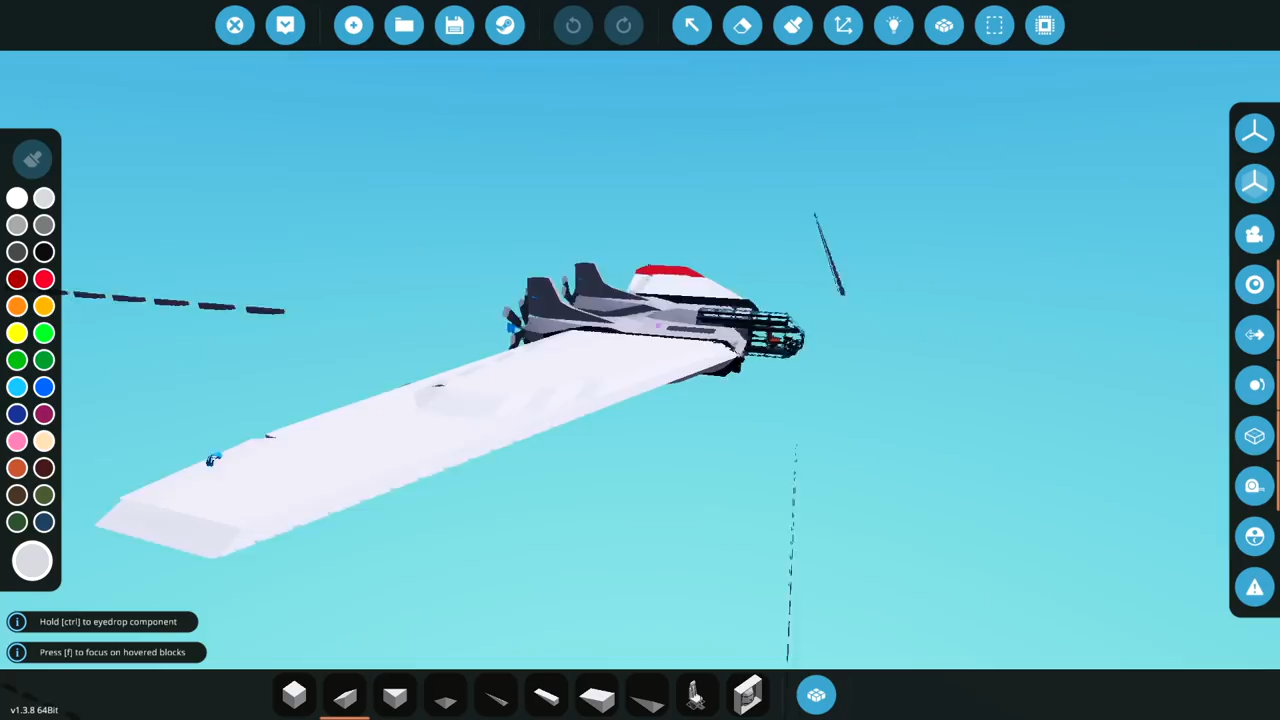 Hold [ctrl] to eyedrop component
Press [f] to focus on hovered blocks
v1.3.8 64Bit